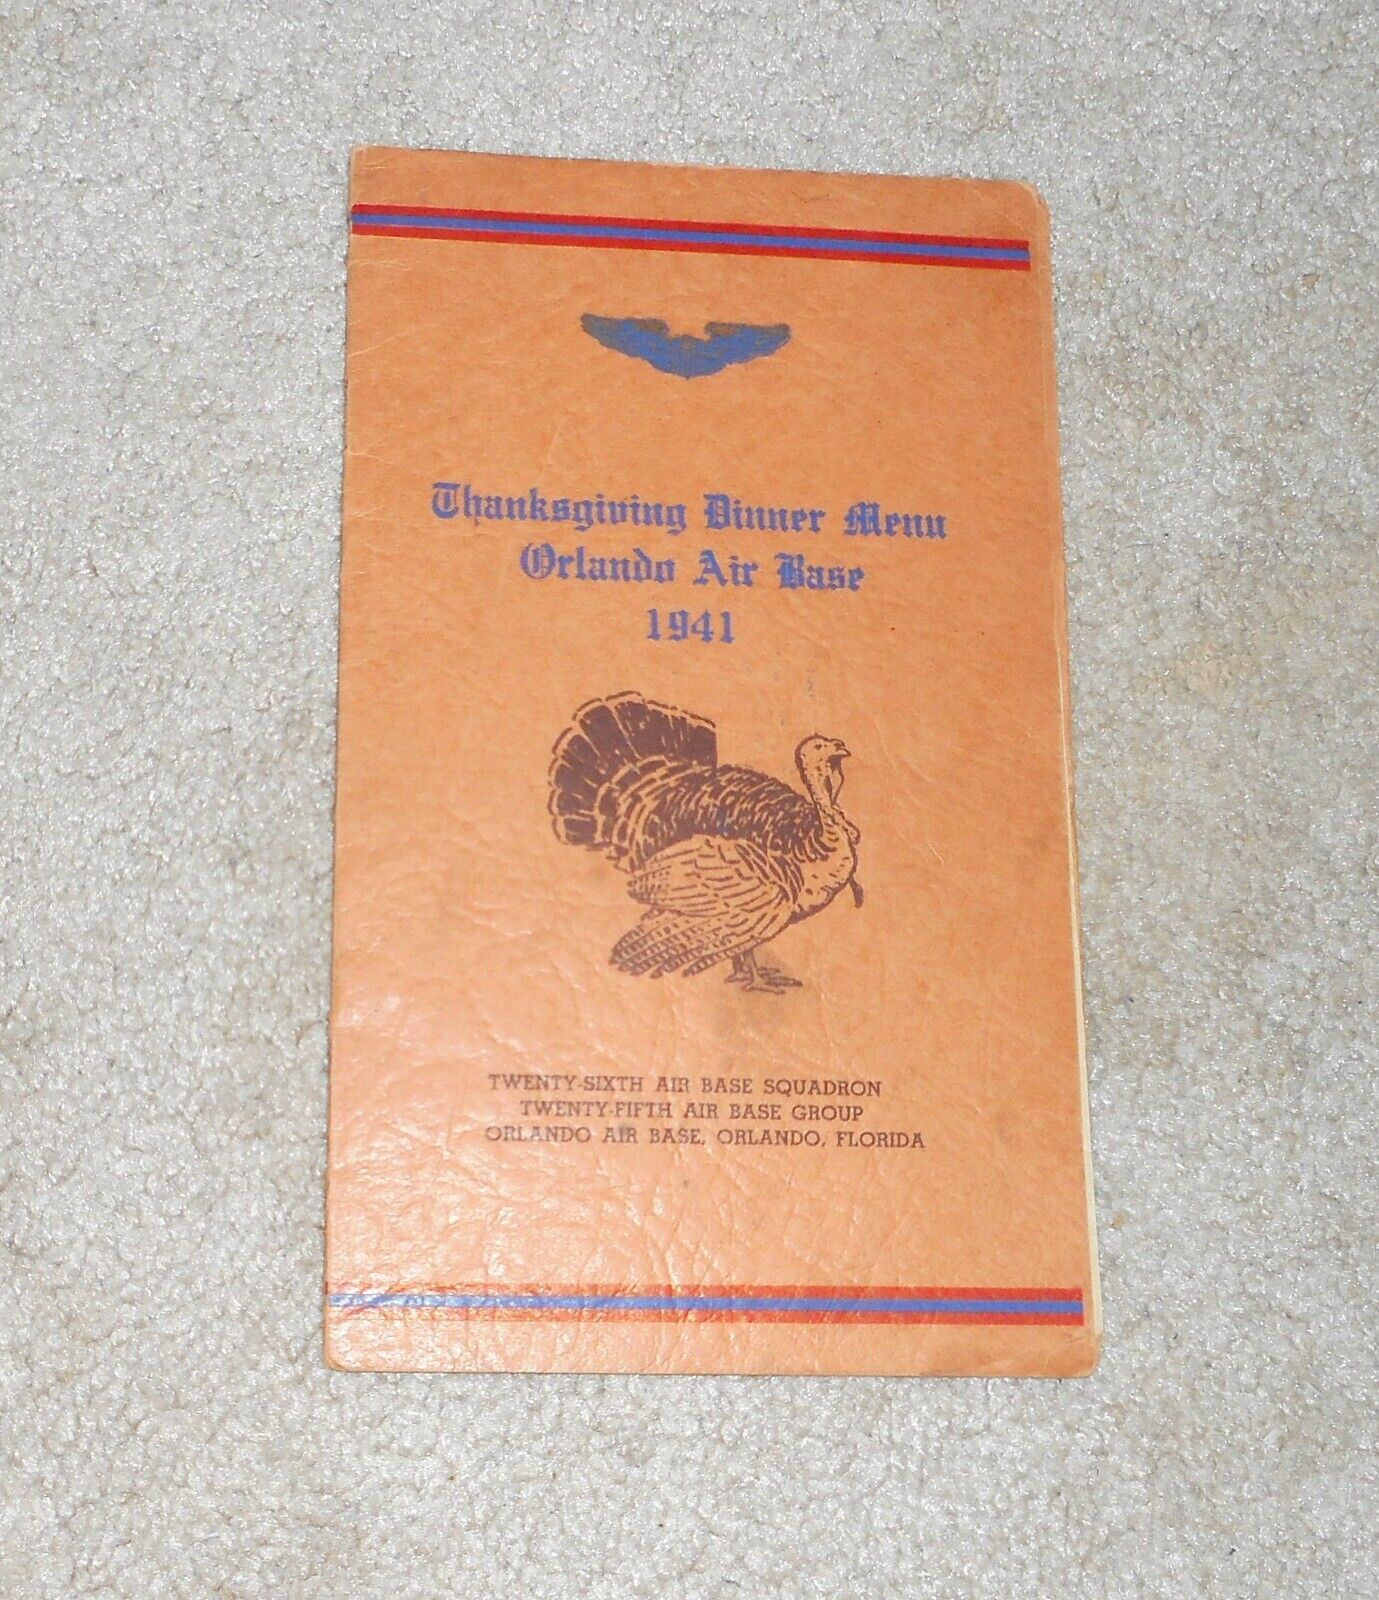 Thanksgiving Dinner Menu
Orlando Air Base
1941
TWENTY-SIXTH AIR BASE SQUADRON
TWENTY-FIFTH AIR BASE GROUP
ORLANDO AIR BASE, ORLANDO, FLORIDA